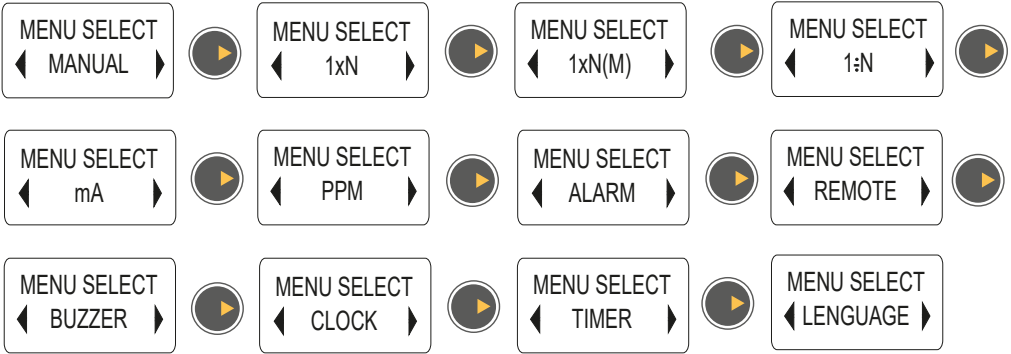 MENU SELECT
MANUAL
MENU SELECT
1xN
MENU SELECT
1xN(M)
MENU SELECT
1:N
MENU SELECT
mA
MENU SELECT
PPM
MENU SELECT
ALARM
MENU SELECT
REMOTE
MENU SELECT
BUZZER
MENU SELECT
CLOCK
MENU SELECT
TIMER
MENU SELECT
LENGUAGE